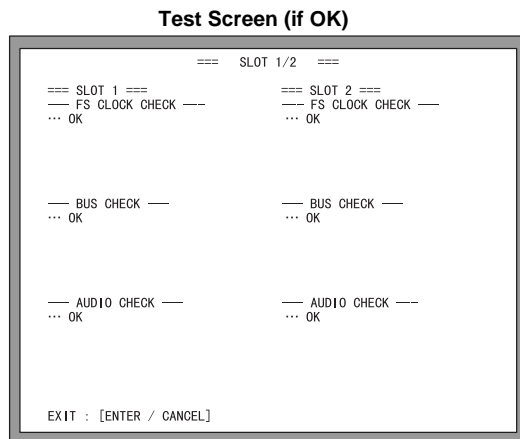 Test Screen (if OK)
=== SLOT 1/2 ===
=== SLOT 1 === === SLOT 2 ===
--- FS CLOCK CHECK --- --- FS CLOCK CHECK ---
... OK ... OK
--- BUS CHECK --- --- BUS CHECK ---
... OK ... OK
--- AUDIO CHECK --- --- AUDIO CHECK ---
... OK ... OK
EXIT : [ENTER / CANCEL]